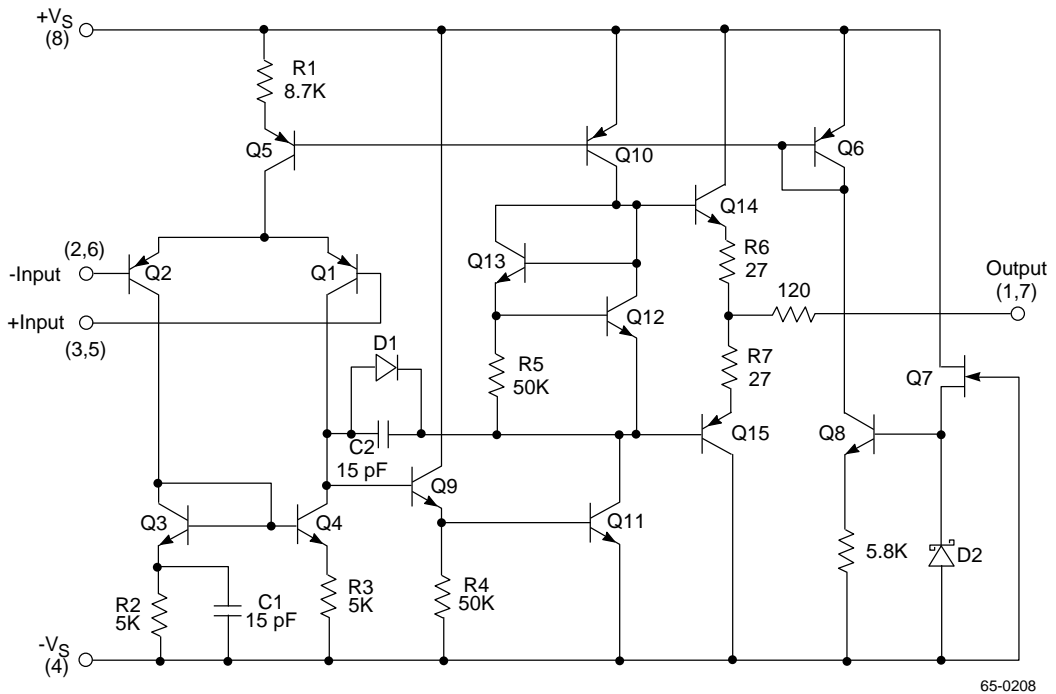 +VS
(8)
R1
8.7K
Q5
Q10
Q6
Q14
(2,6)
-Input
Q2
Q1
Q13
R6
27
Output
(1,7)
120
+Input
(3,5)
Q12
D1
R5
50K
R7
27
Q7
C2
15 pF
Q15
Q8
Q9
Q3
Q4
Q11
5.8K
D2
R2
5K
C1
15 pF
R3
5K
R4
50K
-VS
(4)
65-0208